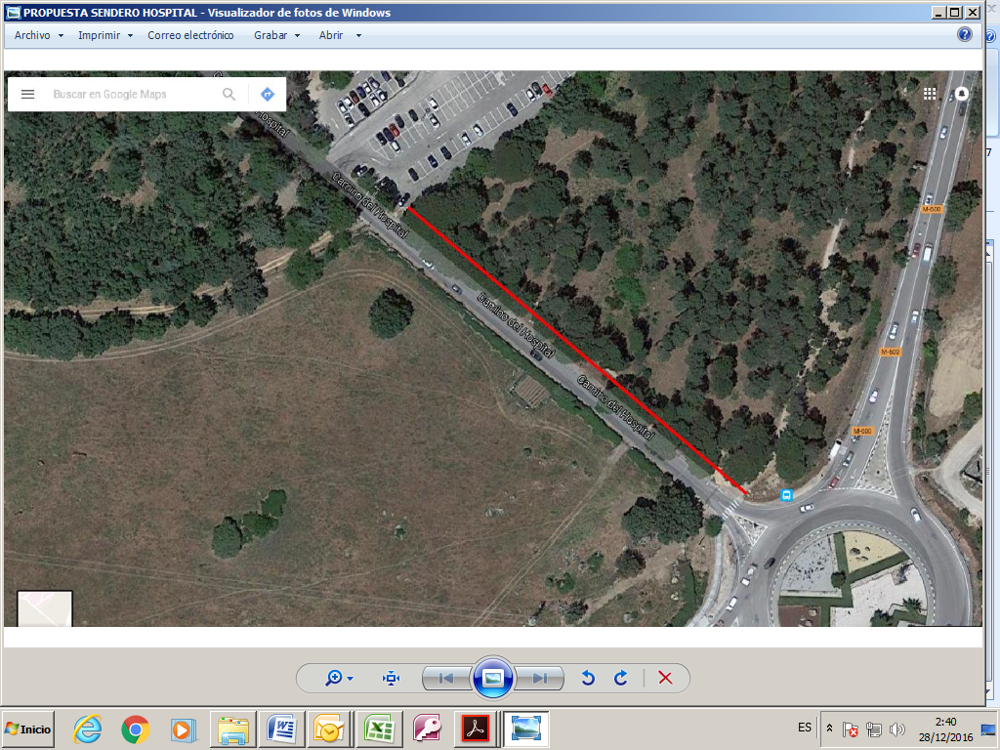 PROPUESTA SENDERO HOSPITAL - Visualizador de fotos de Windows
Archivo Imprimir Correo electrónico Grabar Abrir
Buscar en Google Maps
Hospital
Camino del Hospital
Camino del Hospital
Camino del Hospital
M-600
M-600
M-600
7
Inicio
ES
2:40
28/12/2016